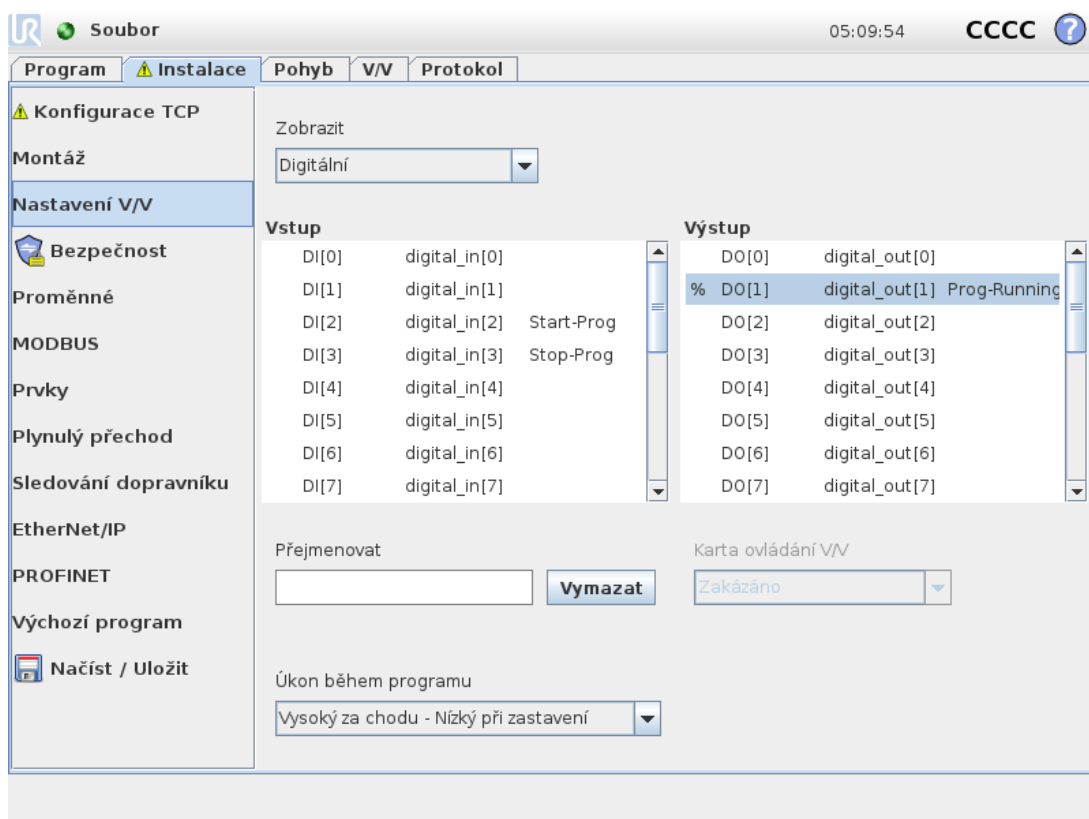 Soubor 05:09:54 CCCC ?
Program Instalace Pohyb V/V Protokol
Konfigurace TCP
Montáž
Nastavení V/V
Bezpečnost
Proměnné
MODBUS
Prvky
Plynulý přechod
Sledování dopravníku
EtherNet/IP
PROFINET
Výchozí program
Načíst / Uložit
Zobrazit
Digitální
Vstup
DI[0] digital_in[0]
DI[1] digital_in[1]
DI[2] digital_in[2] Start-Prog
DI[3] digital_in[3] Stop-Prog
DI[4] digital_in[4]
DI[5] digital_in[5]
DI[6] digital_in[6]
DI[7] digital_in[7]
Výstup
DO[0] digital_out[0]
% DO[1] digital_out[1] Prog-Running
DO[2] digital_out[2]
DO[3] digital_out[3]
DO[4] digital_out[4]
DO[5] digital_out[5]
DO[6] digital_out[6]
DO[7] digital_out[7]
Přejmenovat
Vymazat
Karta ovládání V/V
Zakázáno
Úkon během programu
Vysoký za chodu - Nízký při zastavení